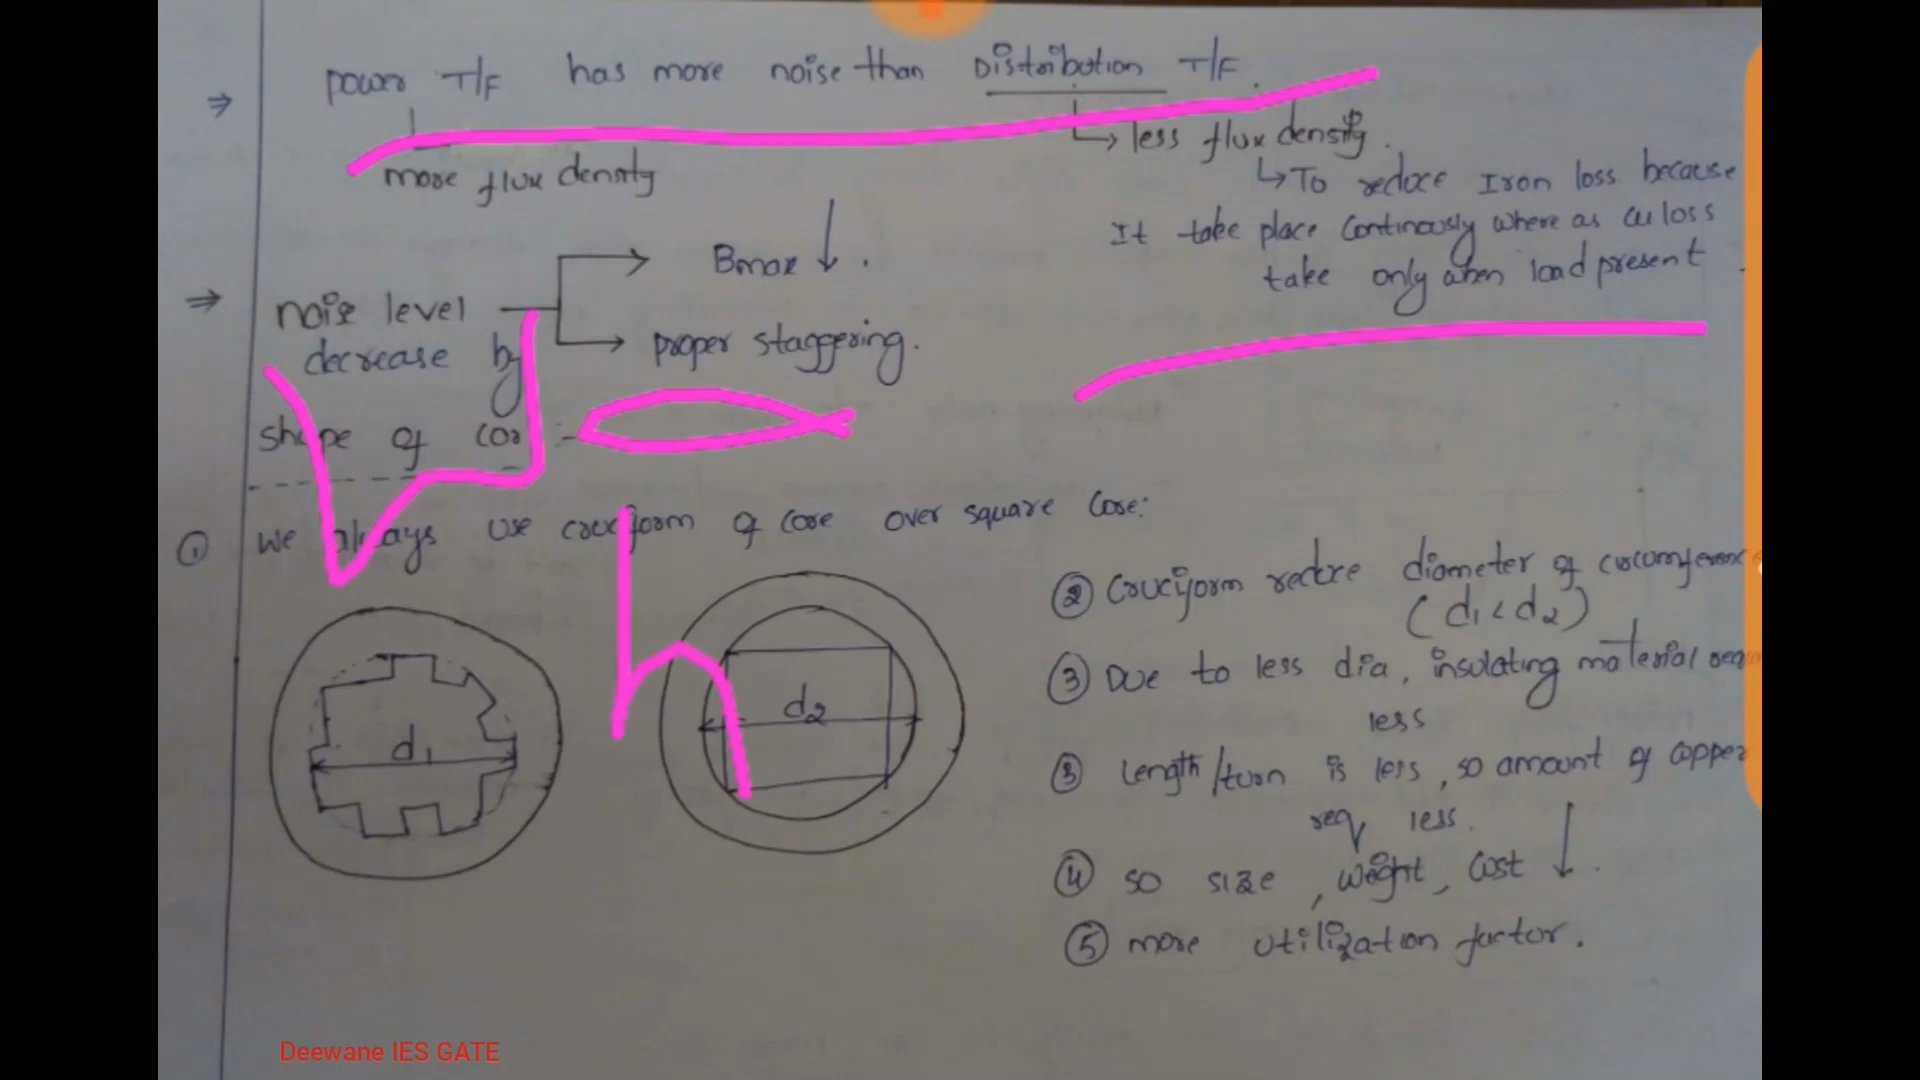 ⇒ power T/F has more noise than Distribution T/F.
↳ less flux density.
more flux density
↳ To reduce Iron loss because
It take place continously where as cu loss
take only when load present
Bmax ↓.
⇒ noise level
decrease by
proper staggering.
shape of cor :-
① We always use cruciform of core over square core:
② Cruciform reduce diameter of circumference
(d1 < d2)
③ Due to less dia, insulating material
less
d1
d2
③ Length/turn is less, so amount of copper
req less.
④ so size, weight, cost ↓.
⑤ more utilization factor.
Deewane IES GATE